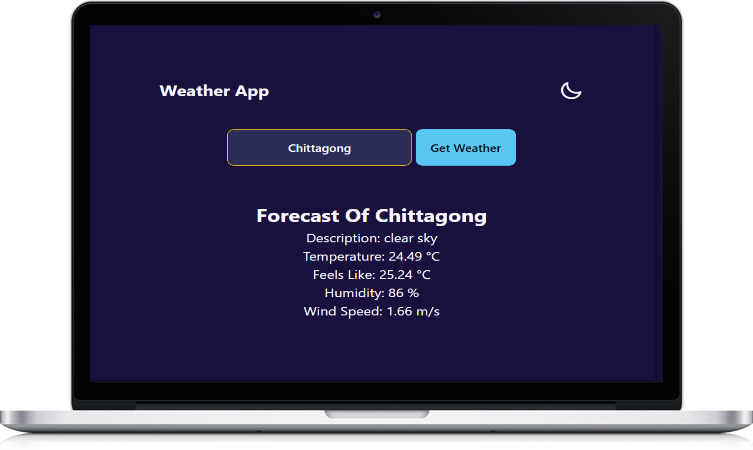 Weather App
Chittagong
Get Weather
Forecast Of Chittagong
Description: clear sky
Temperature: 24.49 °C
Feels Like: 25.24 °C
Humidity: 86 %
Wind Speed: 1.66 m/s